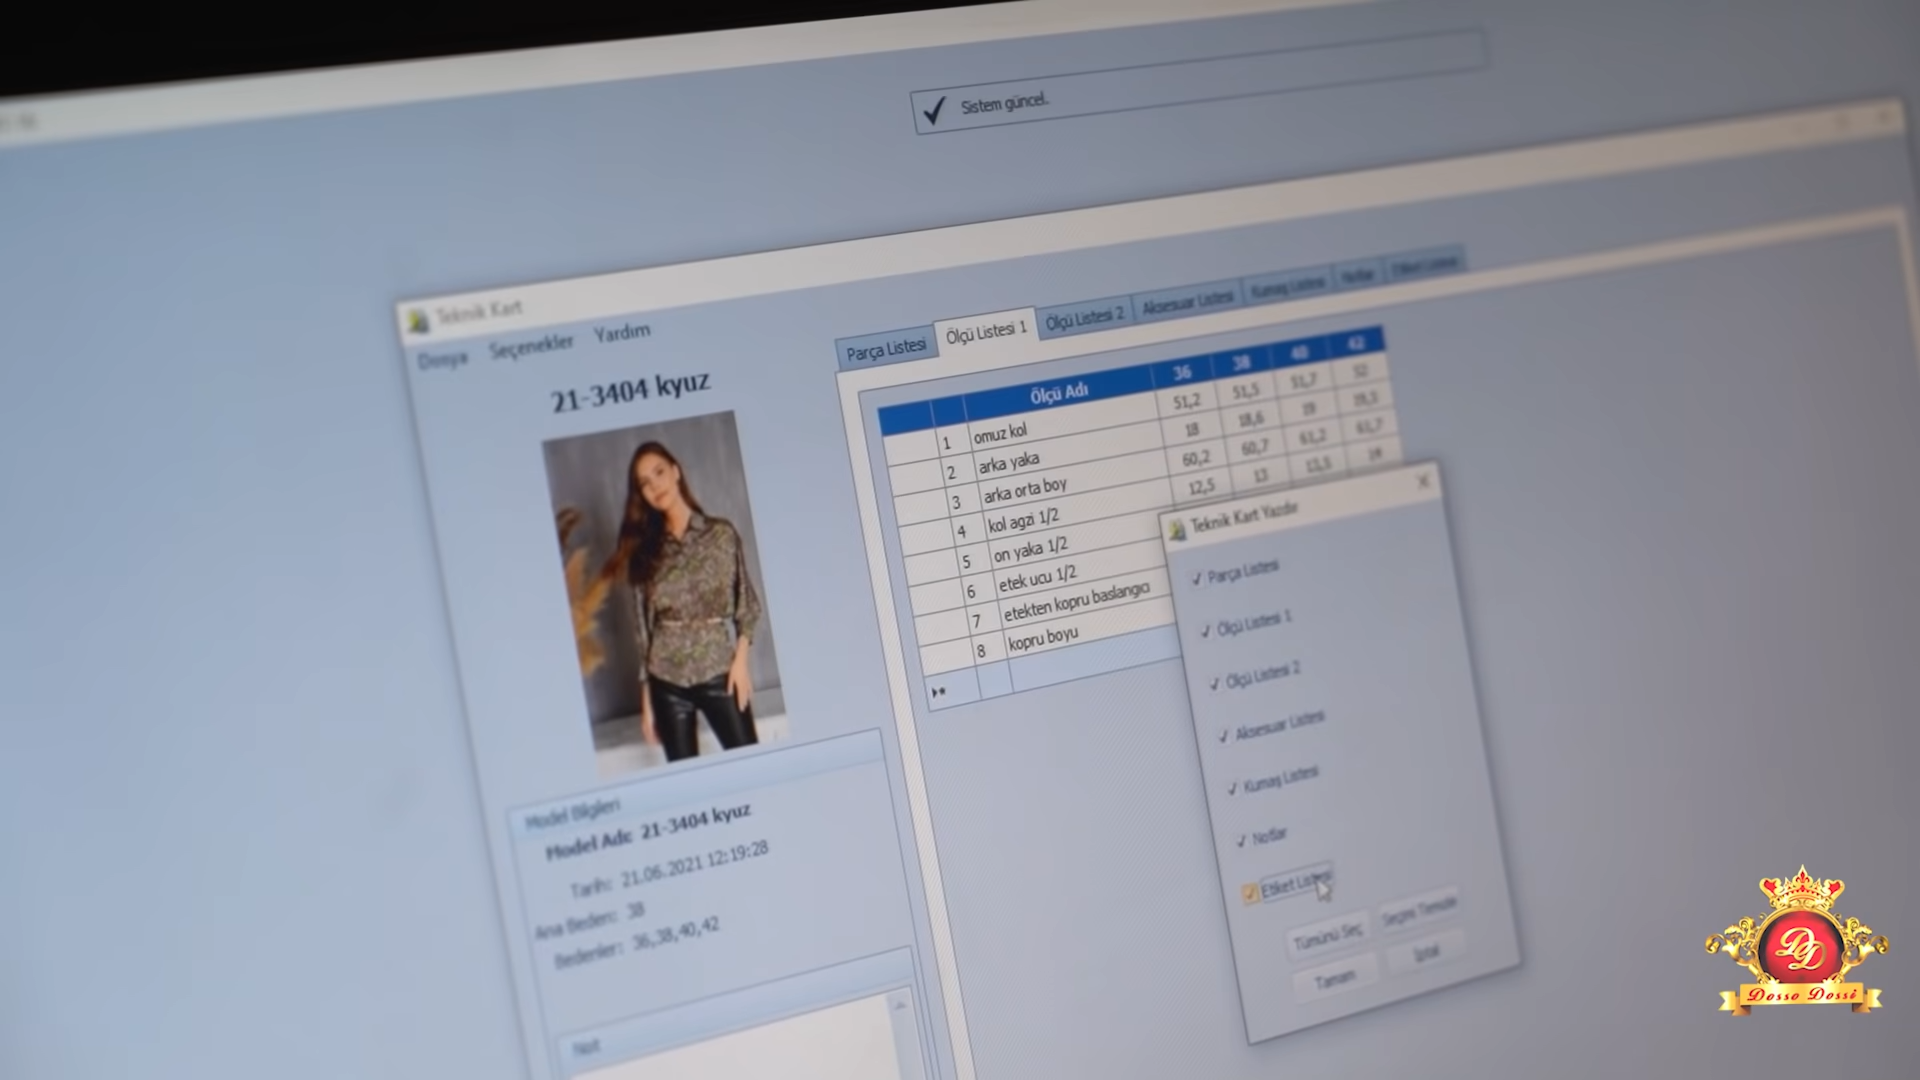 Sistem güncel.
Teknik Kart
Dosya Seçenekler Yardım
21-3404 kyuz
Parça Listesi Ölçü Listesi 1 Ölçü Listesi 2 Aksesuar Listesi Kumaş Listesi Notlar Etiket Listesi
Ölçü Adı 36 38 40 42
1 omuz kol 51,2 51,5 51,7 52
2 arka yaka 18 18,6 19 19,5
3 arka orta boy 60,2 60,7 61,2 61,7
4 kol agzi 1/2 12,5 13 13,5 14
5 on yaka 1/2
6 etek ucu 1/2
7 etekten kopru baslangıcı
8 kopru boyu
Model Bilgileri
Model Adı: 21-3404 kyuz
Tarih: 21.06.2021 12:19:28
Ana Beden: 38
Bedenler: 36,38,40,42
Not
Teknik Kart Yazdır
Parça Listesi
Ölçü Listesi 1
Ölçü Listesi 2
Aksesuar Listesi
Kumaş Listesi
Notlar
Etiket Listesi
Tümünü Seç Seçimi Temizle
Tamam İptal
DD
Dosso Dossi